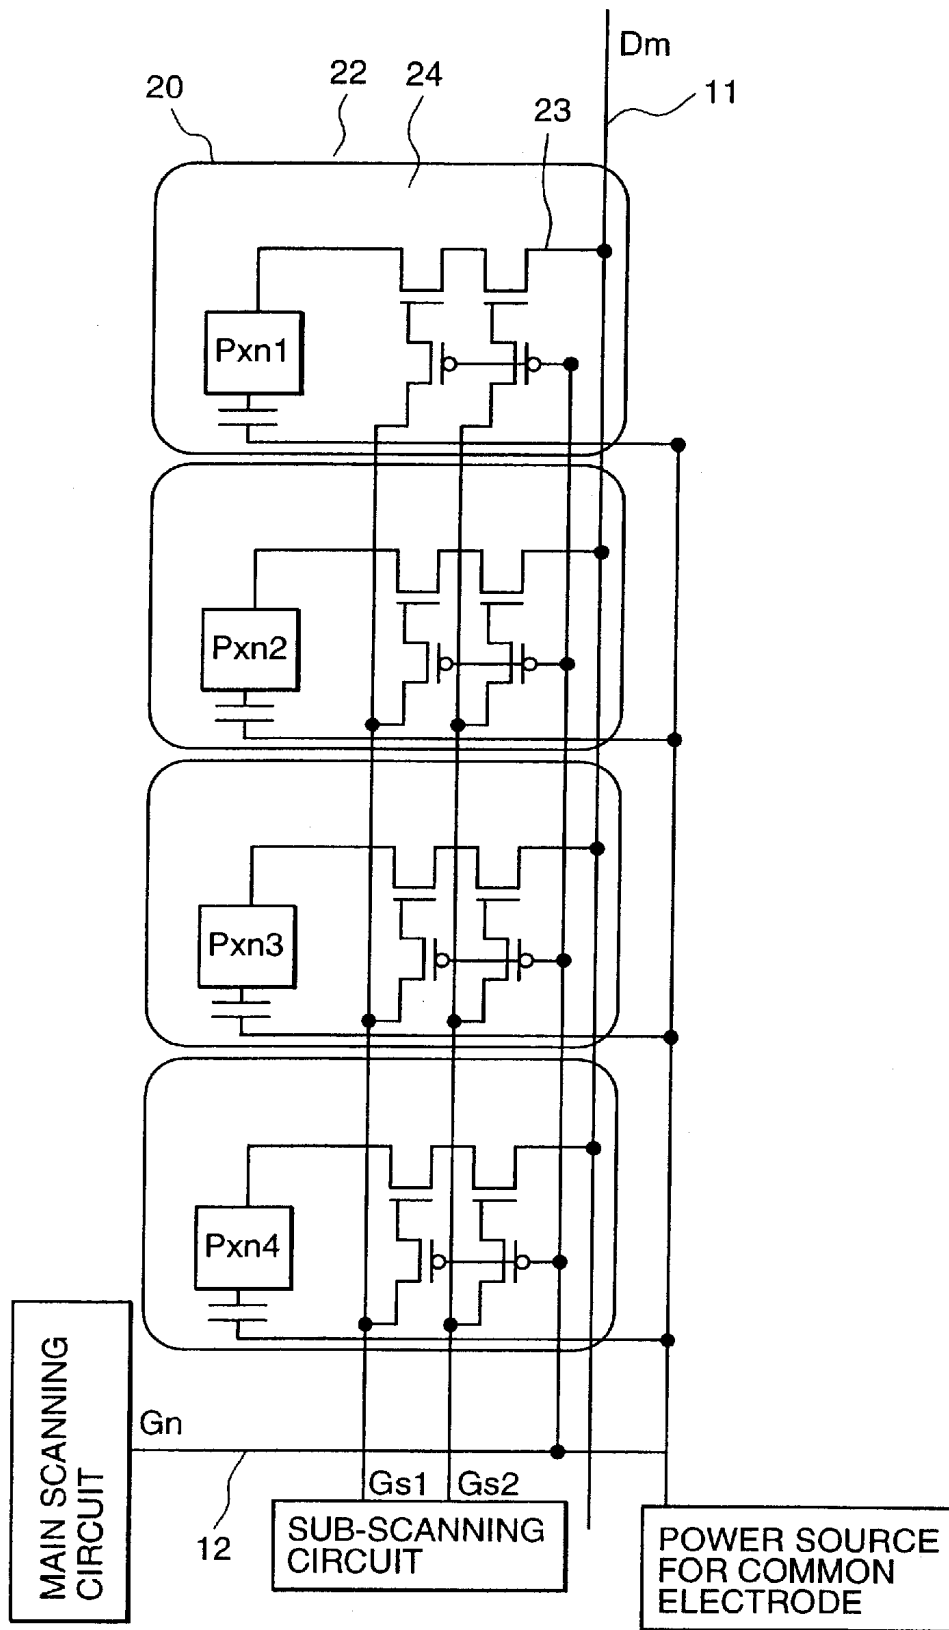 Dm
22
24
20
11
23
Pxn1
Pxn2
Pxn3
Pxn4
MAIN SCANNING
CIRCUIT
Gn
12
Gs1
Gs2
SUB-SCANNING
CIRCUIT
POWER SOURCE
FOR COMMON
ELECTRODE